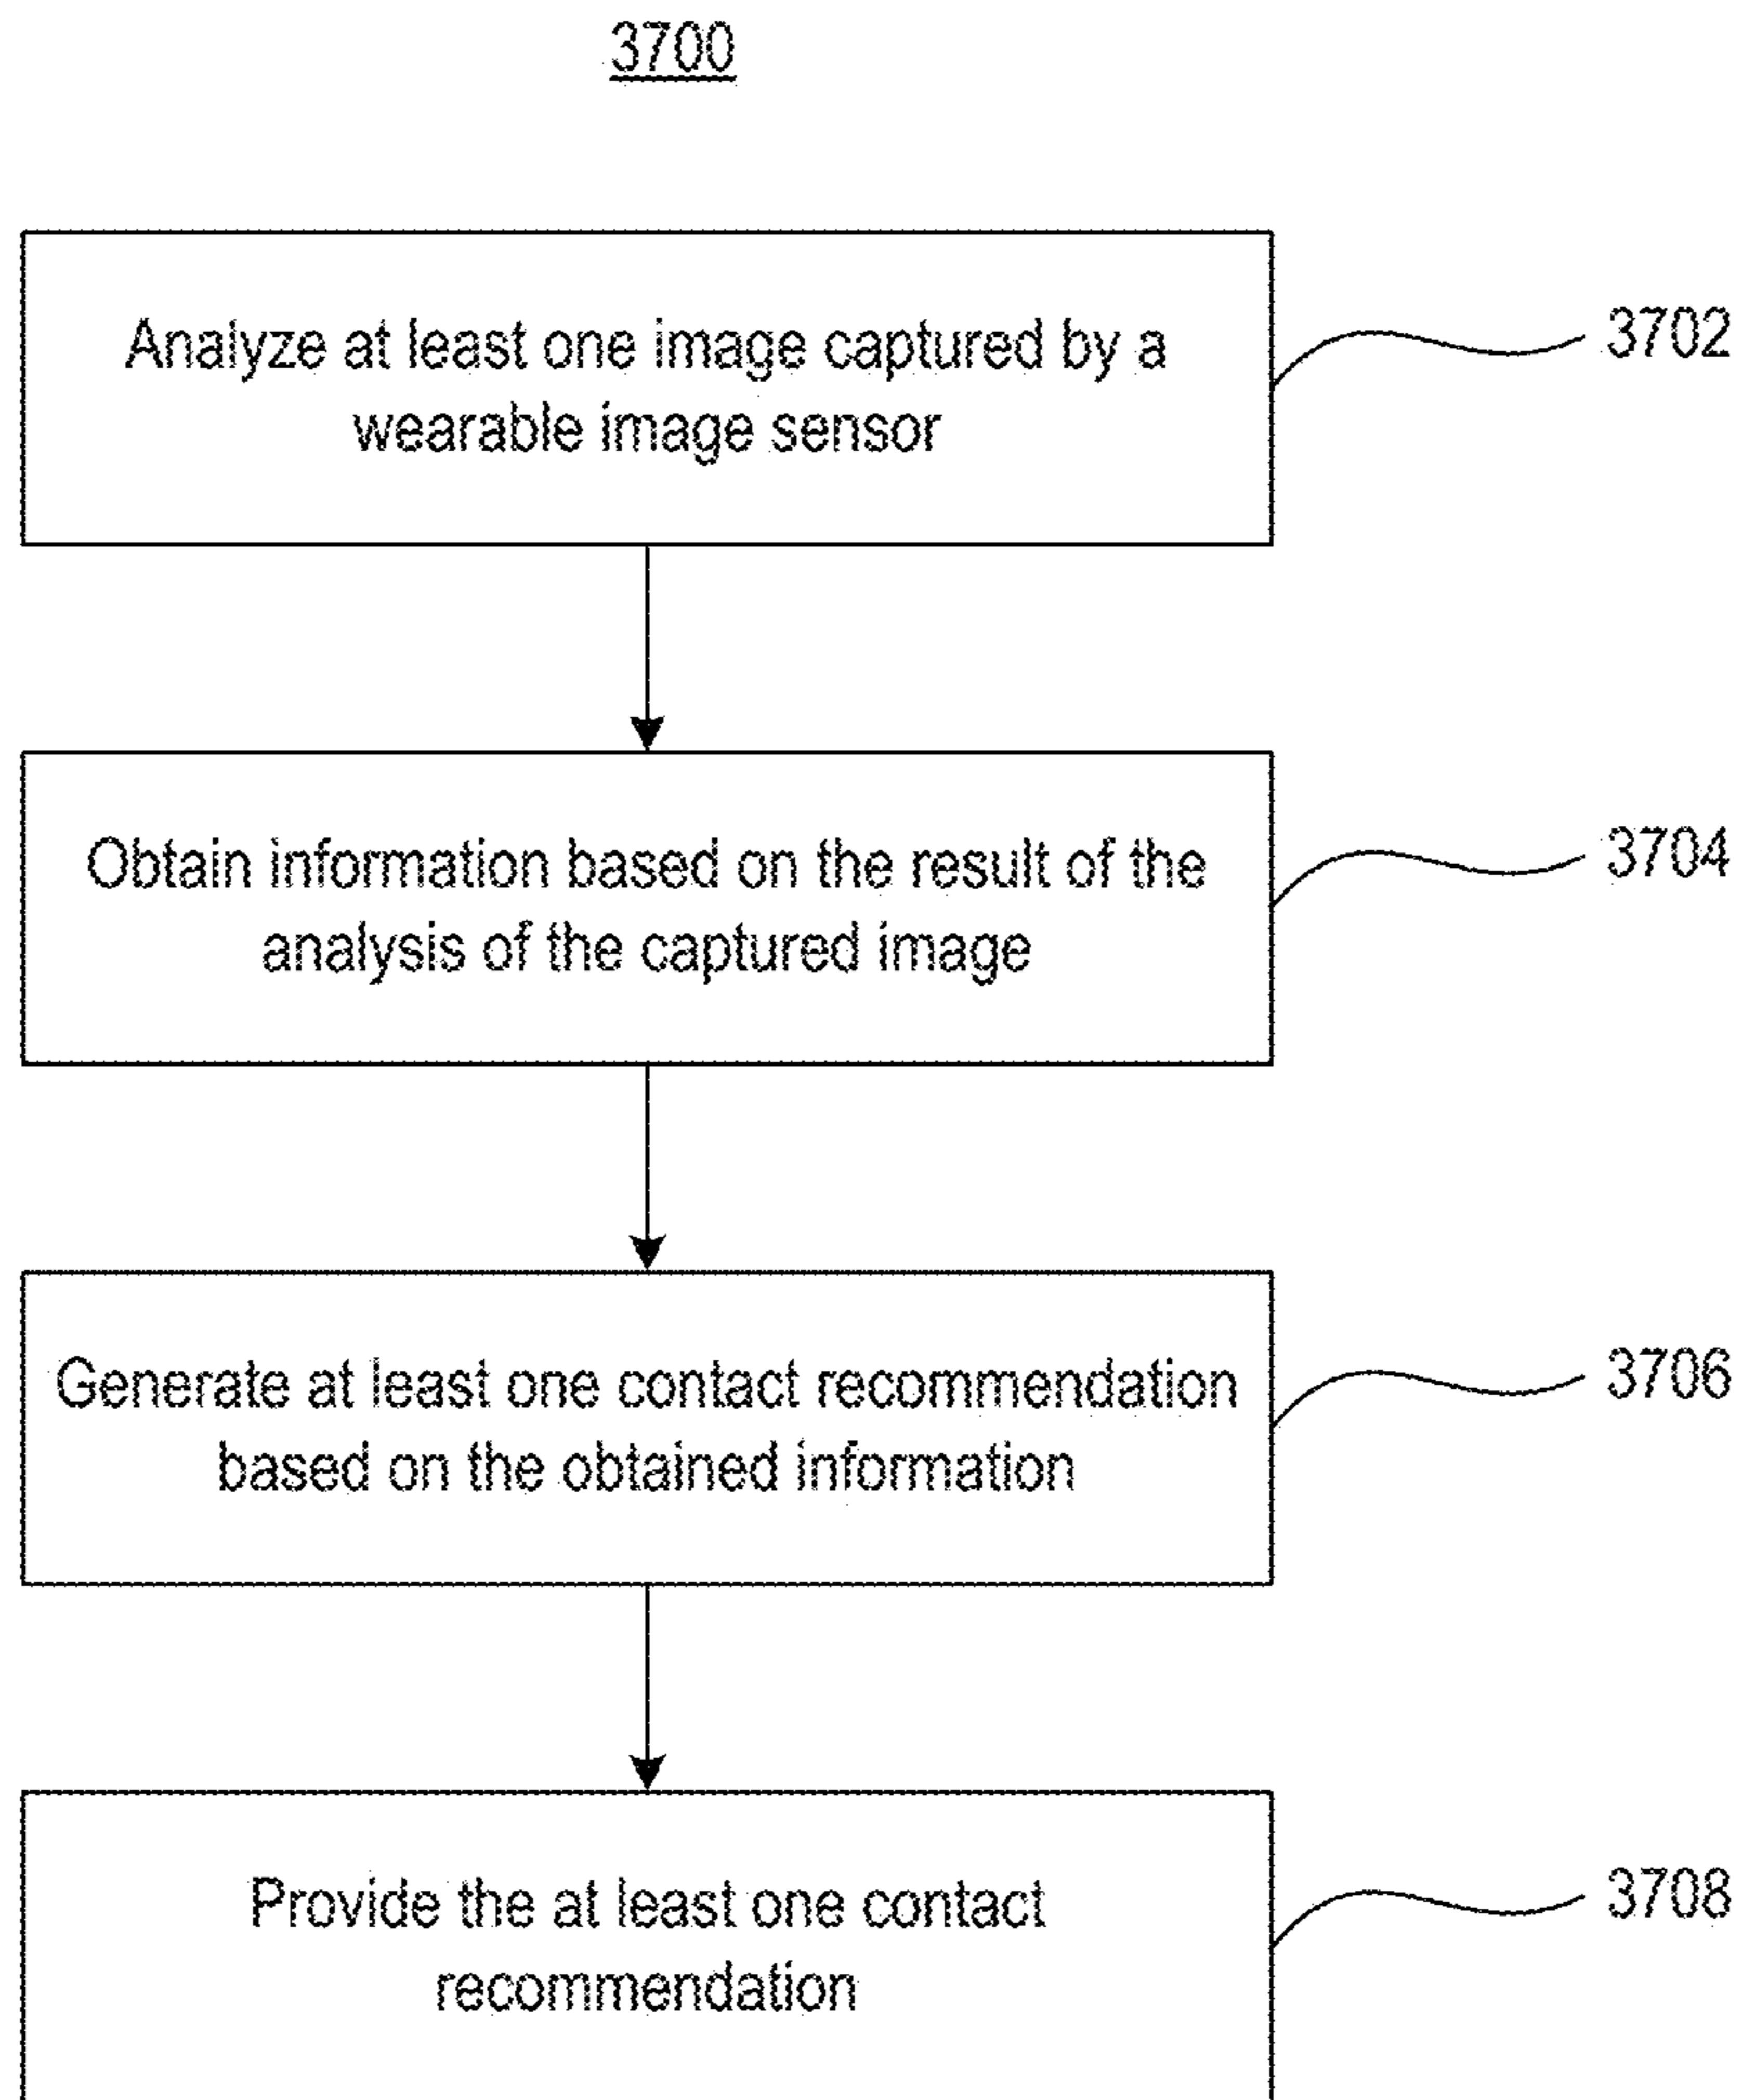 3700
Analyze at least one image captured by a
wearable image sensor
3702
Obtain information based on the result of the
analysis of the captured image
3704
Generate at least one contact recommendation
based on the obtained information
3706
Provide the at least one contact
recommendation
3708